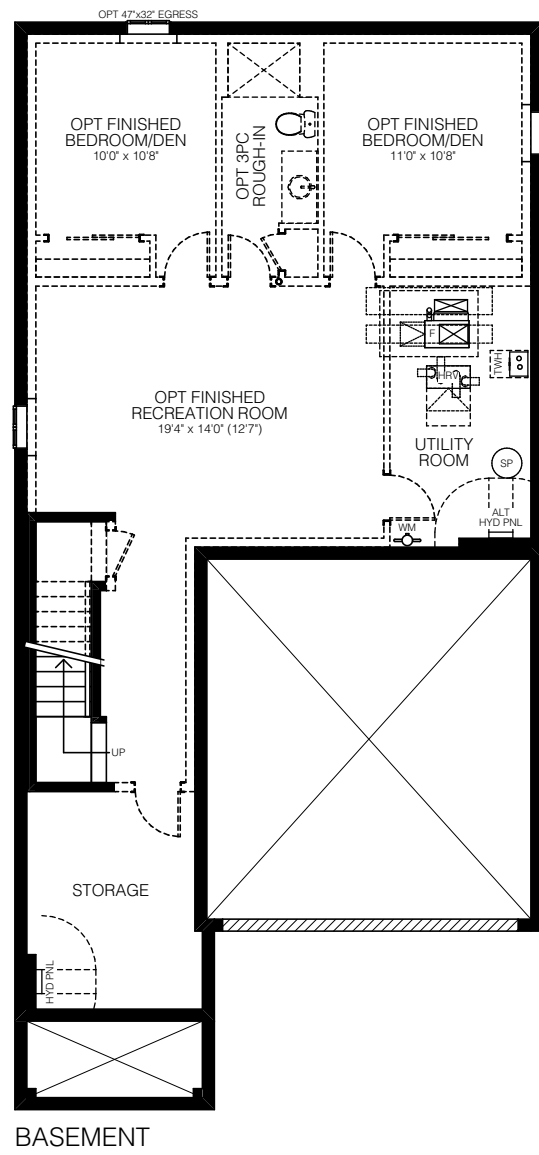 OPT 47"x32" EGRESS
OPT FINISHED
BEDROOM/DEN
10'0" x 10'8"
OPT 3PC
ROUGH-IN
OPT FINISHED
BEDROOM/DEN
11'0" x 10'8"
F
HRV
TWH
OPT FINISHED
RECREATION ROOM
19'4" x 14'0" (12'7")
UTILITY
ROOM
SP
ALT
HYD PNL
WM
UP
STORAGE
HYD PNL
BASEMENT